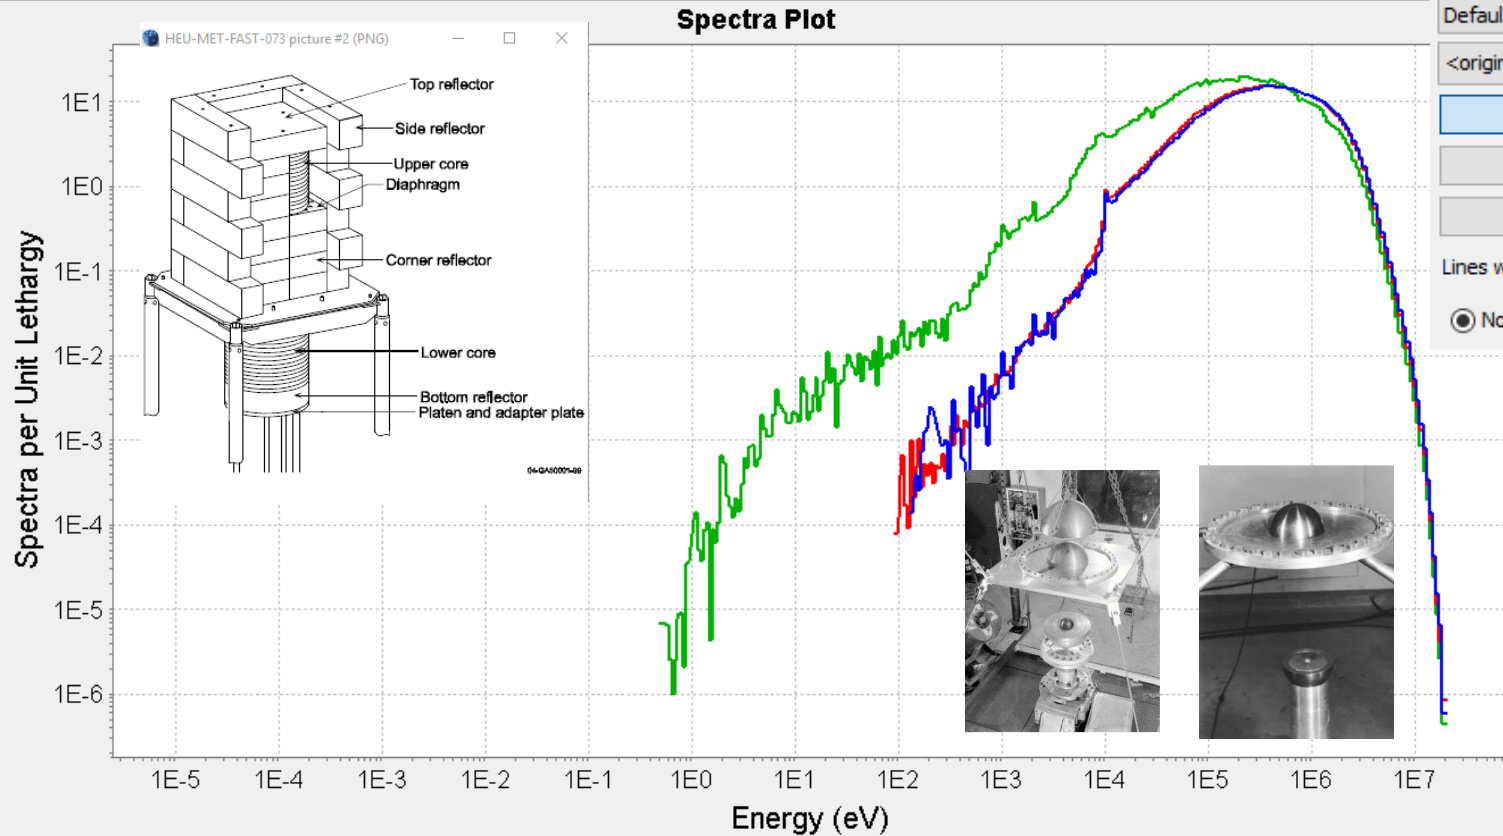 Spectra Plot
HEU-MET-FAST-073 picture #2 (PNG)
Top reflector
Side reflector
Upper core
Diaphragm
Corner reflector
Lower core
Bottom reflector
Platen and adapter plate
Spectra per Unit Lethargy
1E1
1E0
1E-1
1E-2
1E-3
1E-4
1E-5
1E-6
1E-5
1E-4
1E-3
1E-2
1E-1
1E0
1E1
1E2
1E3
1E4
1E5
1E6
1E7
Energy (eV)
Defaul
<origin
Lines w
No